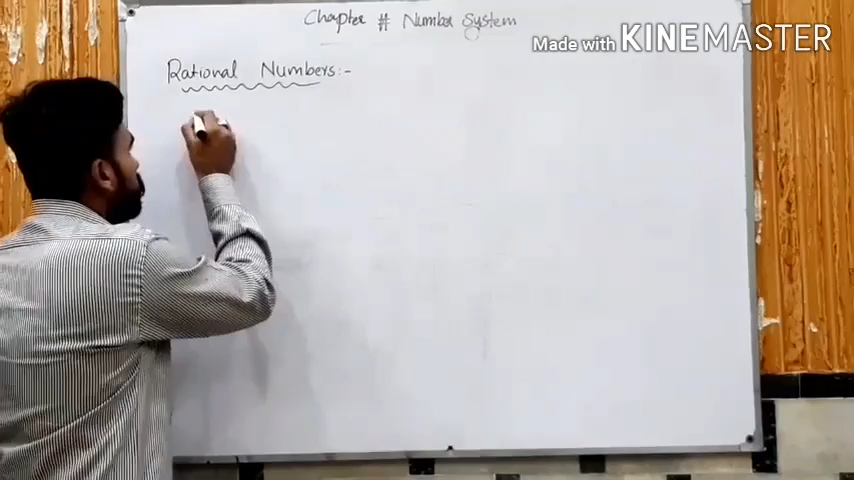 Chapter # Number System
Made with KINEMASTER
Rational Numbers:-